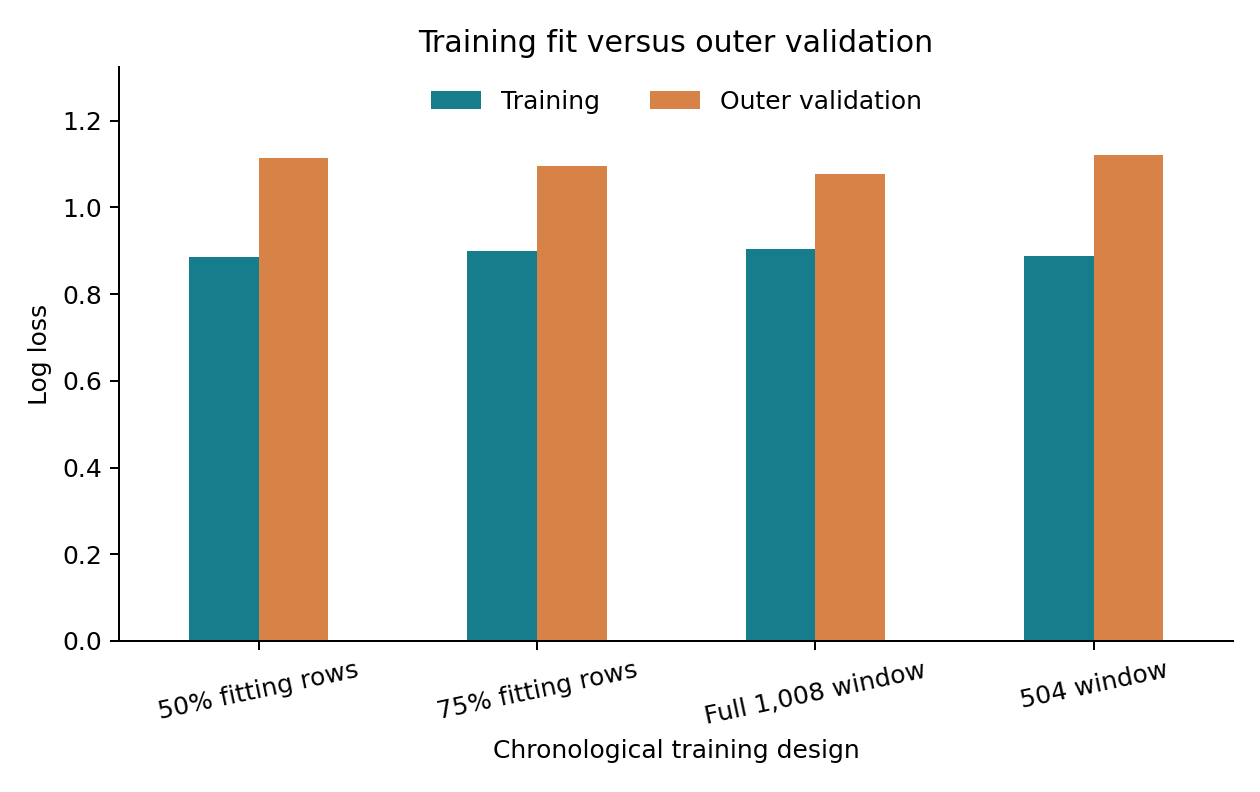 Training fit versus outer validation
Training
Outer validation
1.2
1.0
0.8
0.6
0.4
0.2
0.0
Log loss
50% fitting rows
75% fitting rows
Full 1,008 window
504 window
Chronological training design